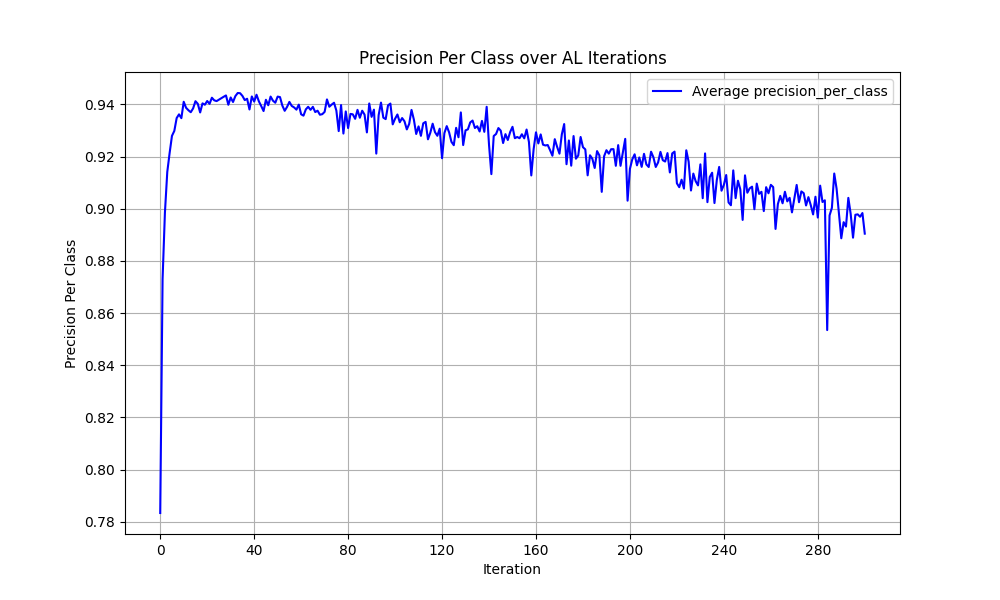 Precision Per Class over AL Iterations
Average precision_per_class
Precision Per Class
0.94
0.92
0.90
0.88
0.86
0.84
0.82
0.80
0.78
0 40 80 120 160 200 240 280
Iteration